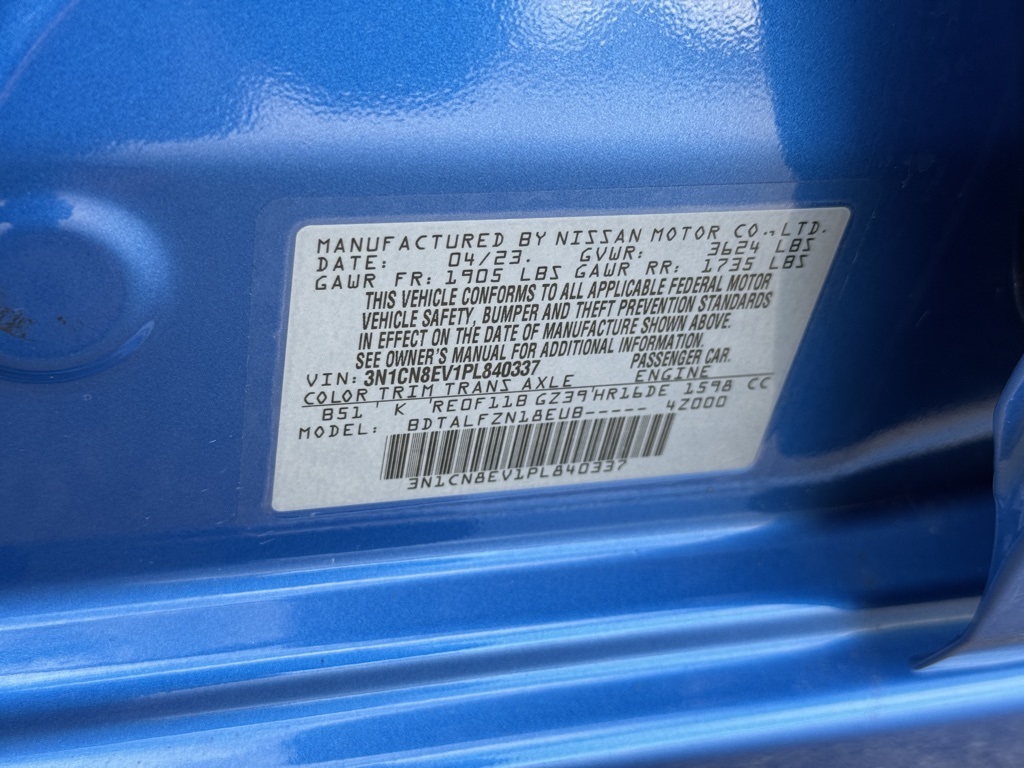 MANUFACTURED BY NISSAN MOTOR CO.,LTD.
DATE: 04/23. GVWR: 3624 LBS
GAWR FR: 1905 LBS GAWR RR: 1735 LBS
THIS VEHICLE CONFORMS TO ALL APPLICABLE FEDERAL MOTOR
VEHICLE SAFETY, BUMPER AND THEFT PREVENTION STANDARDS
IN EFFECT ON THE DATE OF MANUFACTURE SHOWN ABOVE.
SEE OWNER'S MANUAL FOR ADDITIONAL INFORMATION.
VIN: 3N1CN8EV1PL840337 PASSENGER CAR.
COLOR TRIM TRANS AXLE ENGINE
B51 K RE0F11B GZ39 HR16DE 1598 CC
MODEL: BDTALFZN18EUB----- 4Z000
3N1CN8EV1PL840337